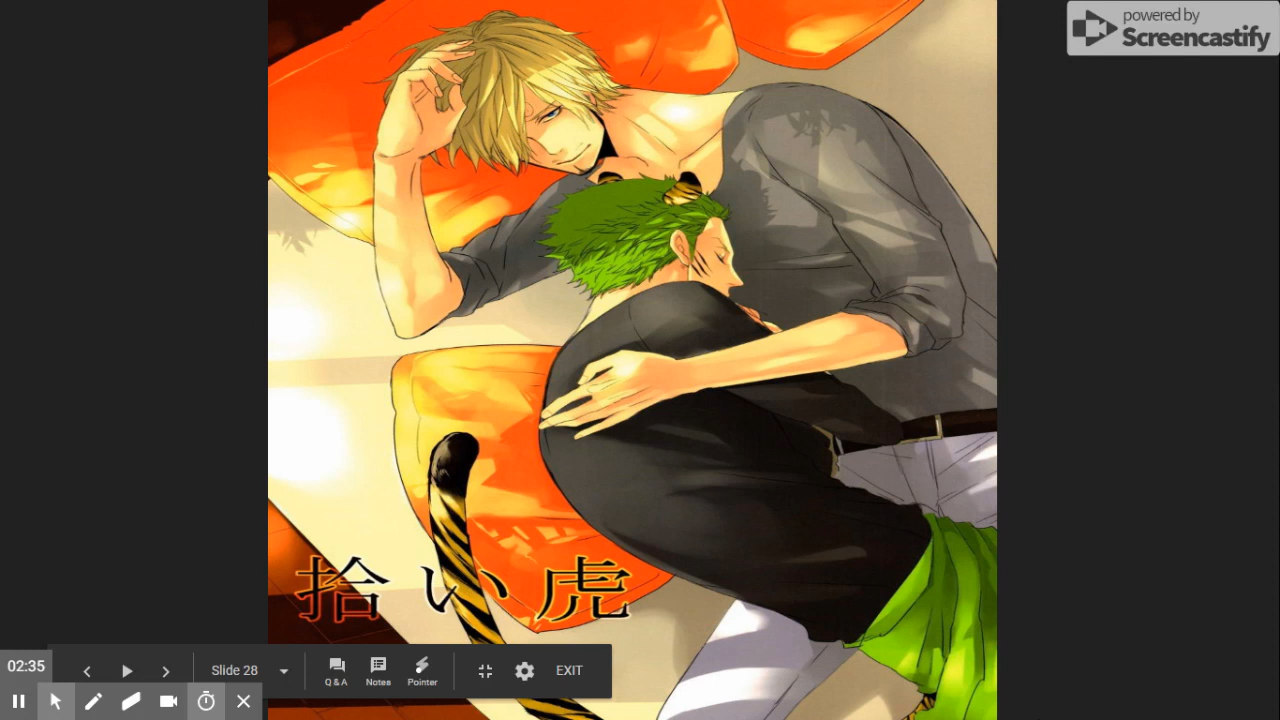 powered by
Screencastify
拾い虎
02:35
Slide 28
Q & A
Notes
Pointer
EXIT